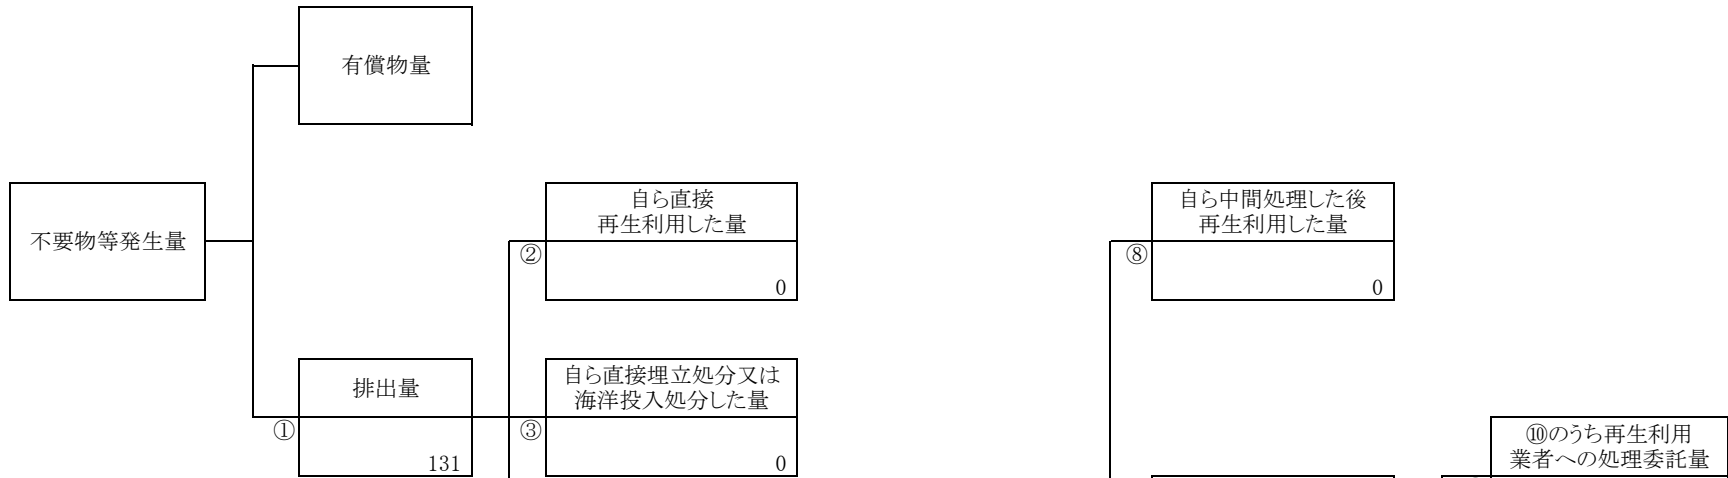 有償物量
不要物等発生量
自ら直接
再生利用した量
②
0
自ら中間処理した後
再生利用した量
⑧
0
排出量
①
131
自ら直接埋立処分又は
海洋投入処分した量
③
0
⑩のうち再生利用
業者への処理委託量